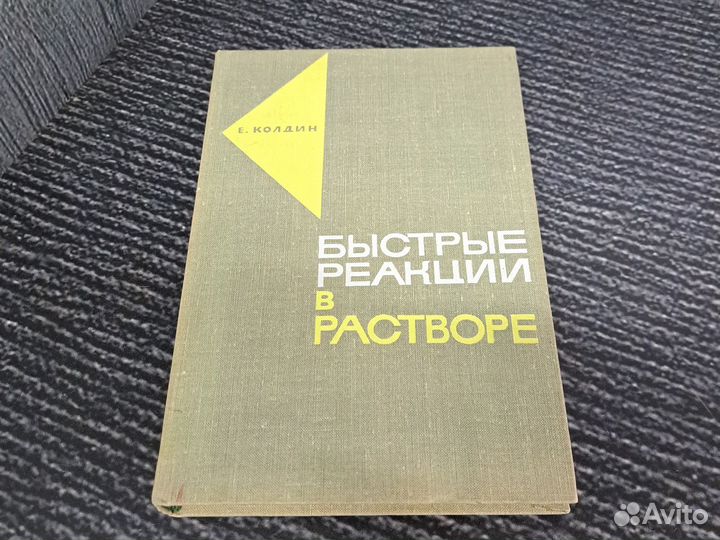 Е. КОЛДИН
БЫСТРЫЕ
РЕАКЦИИ
В
РАСТВОРЕ
Avito